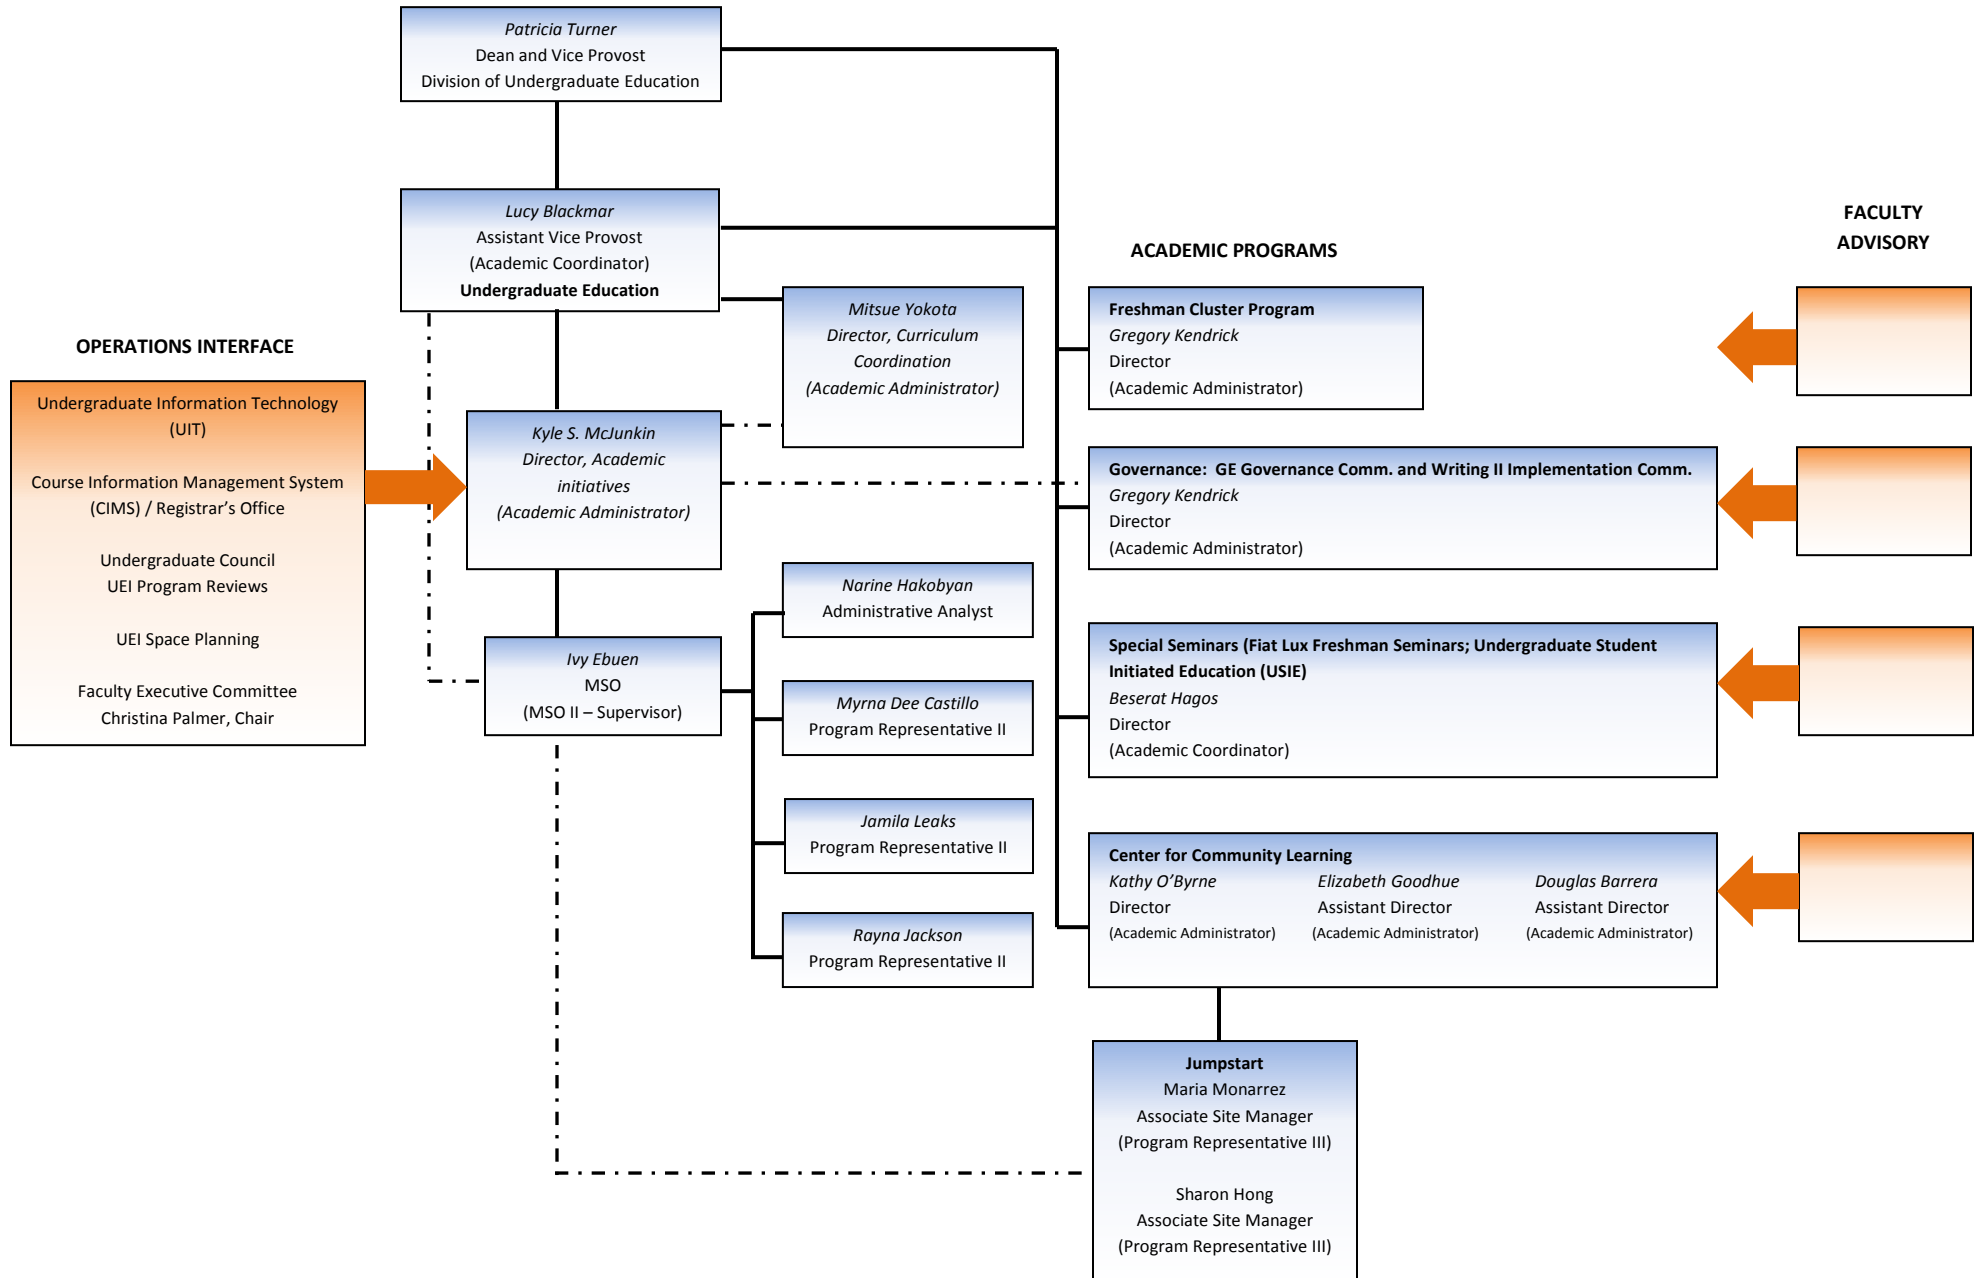 Patricia Turner
Dean and Vice Provost
Division of Undergraduate Education
Lucy Blackmar
Assistant Vice Provost
(Academic Coordinator)
Undergraduate Education
OPERATIONS INTERFACE
Undergraduate Information Technology
(UIT)
Course Information Management System
(CIMS) / Registrar’s Office
Undergraduate Council
UEI Program Reviews
UEI Space Planning
Faculty Executive Committee
Christina Palmer, Chair
Mitsue Yokota
Director, Curriculum
Coordination
(Academic Administrator)
Kyle S. McJunkin
Director, Academic
initiatives
(Academic Administrator)
Ivy Ebuen
MSO
(MSO II – Supervisor)
Narine Hakobyan
Administrative Analyst
Myrna Dee Castillo
Program Representative II
Jamila Leaks
Program Representative II
Rayna Jackson
Program Representative II
ACADEMIC PROGRAMS
Freshman Cluster Program
Gregory Kendrick
Director
(Academic Administrator)
Governance:  GE Governance Comm. and Writing II Implementation Comm.
Gregory Kendrick
Director
(Academic Administrator)
Special Seminars (Fiat Lux Freshman Seminars; Undergraduate Student
Initiated Education (USIE)
Beserat Hagos
Director
(Academic Coordinator)
Center for Community Learning
Kathy O’Byrne
Director
(Academic Administrator)
Elizabeth Goodhue
Assistant Director
(Academic Administrator)
Douglas Barrera
Assistant Director
(Academic Administrator)
Jumpstart
Maria Monarrez
Associate Site Manager
(Program Representative III)
Sharon Hong
Associate Site Manager
(Program Representative III)
FACULTY
ADVISORY